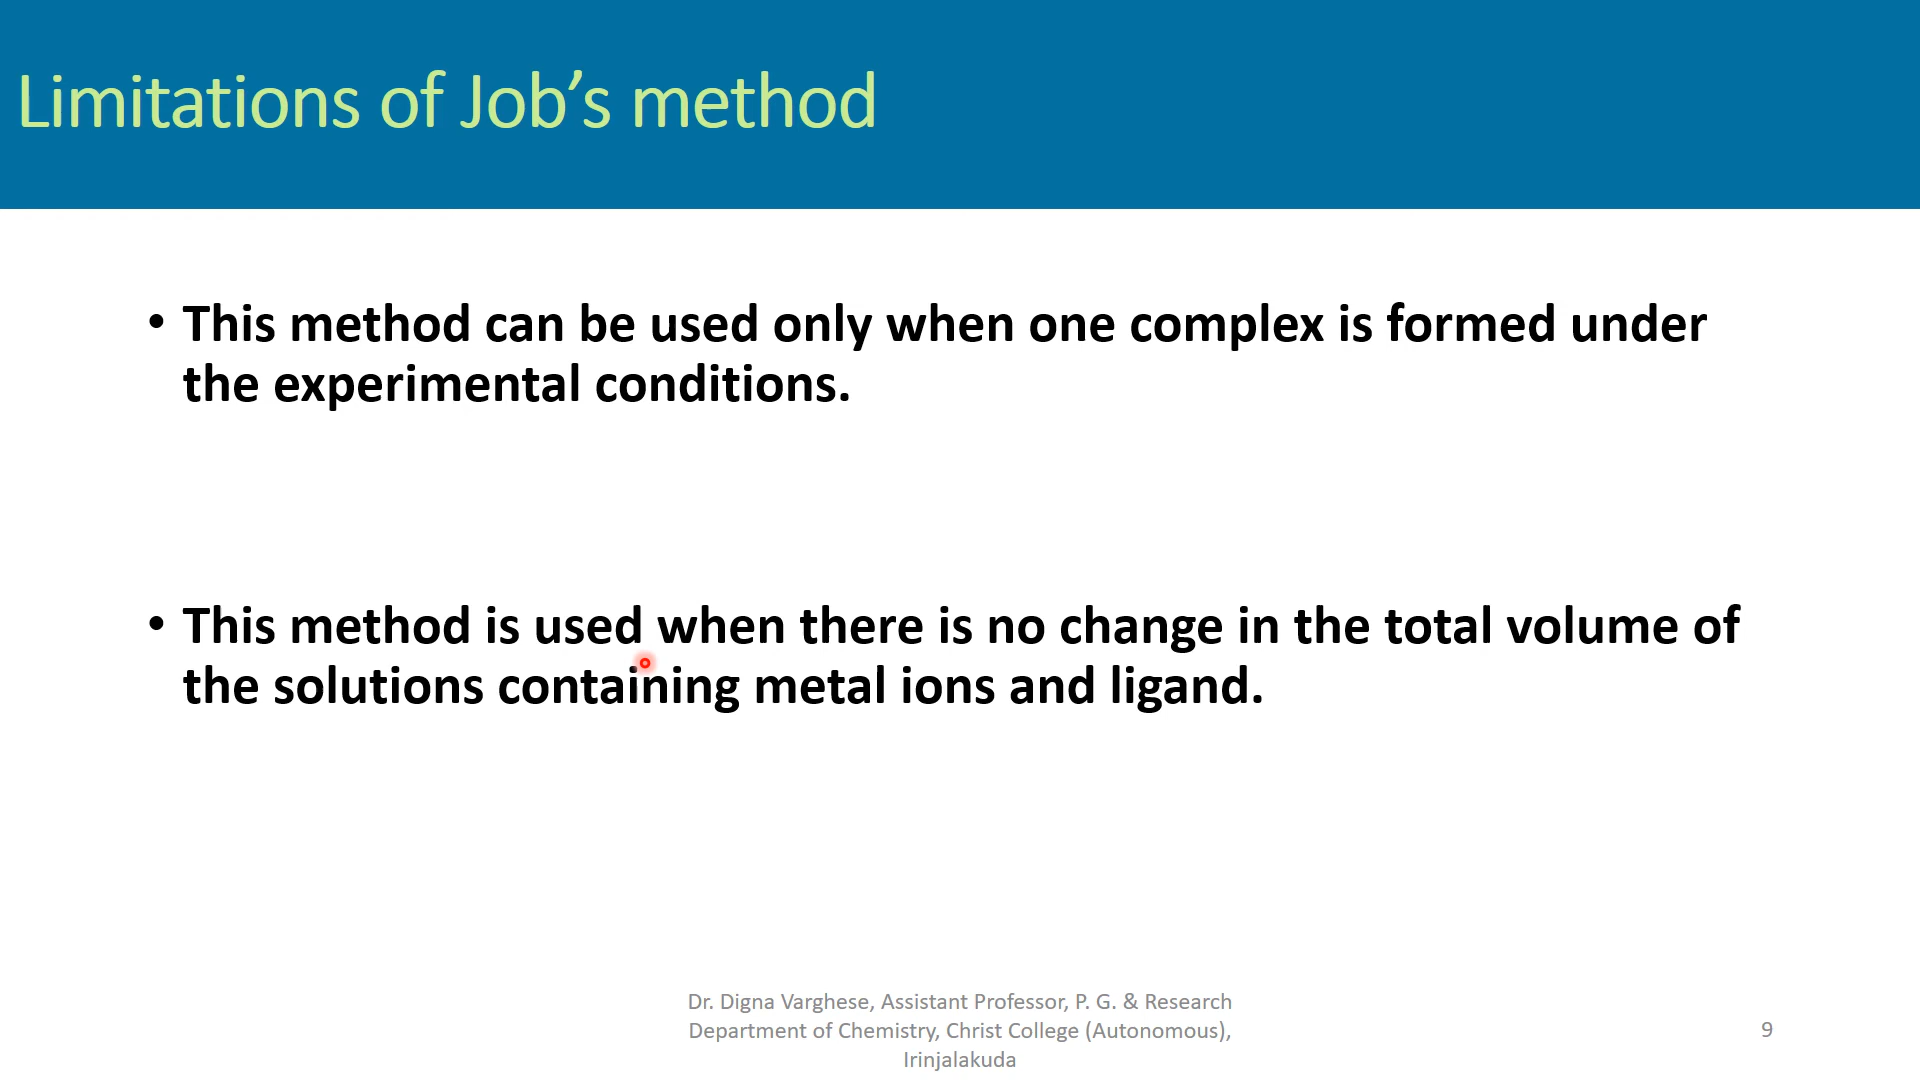 Limitations of Job’s method
• This method can be used only when one complex is formed under
the experimental conditions.
• This method is used when there is no change in the total volume of
the solutions containing metal ions and ligand.
Dr. Digna Varghese, Assistant Professor, P. G. & Research
Department of Chemistry, Christ College (Autonomous),
Irinjalakuda
9